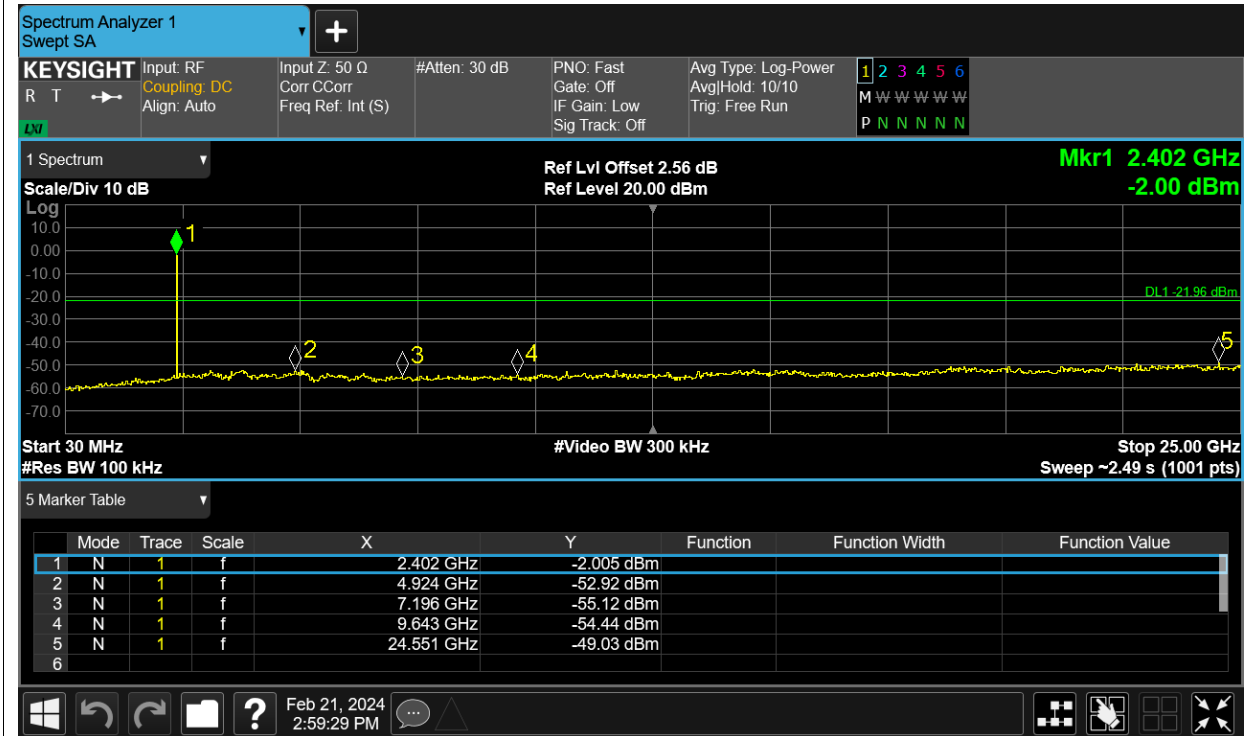 Spectrum Analyzer 1
Swept SA
KEYSIGHT
R T
LXI
Input: RF
Coupling: DC
Align: Auto
Input Z: 50 Ω
Corr CCorr
Freq Ref: Int (S)
#Atten: 30 dB
PNO: Fast
Gate: Off
IF Gain: Low
Sig Track: Off
Avg Type: Log-Power
Avg|Hold: 10/10
Trig: Free Run
1 2 3 4 5 6
M W W W W W
P N N N N N
1 Spectrum
Scale/Div 10 dB
Ref Lvl Offset 2.56 dB
Ref Level 20.00 dBm
Mkr1 2.402 GHz
-2.00 dBm
Log
10.0
0.00
-10.0
-20.0
-30.0
-40.0
-50.0
-60.0
-70.0
1
2
3
4
5
DL1 -21.96 dBm
Start 30 MHz
#Video BW 300 kHz
Stop 25.00 GHz
#Res BW 100 kHz
Sweep ~2.49 s (1001 pts)
5 Marker Table
Mode Trace Scale X Y Function Function Width Function Value
1 N 1 f 2.402 GHz -2.005 dBm
2 N 1 f 4.924 GHz -52.92 dBm
3 N 1 f 7.196 GHz -55.12 dBm
4 N 1 f 9.643 GHz -54.44 dBm
5 N 1 f 24.551 GHz -49.03 dBm
6
?
Feb 21, 2024
2:59:29 PM